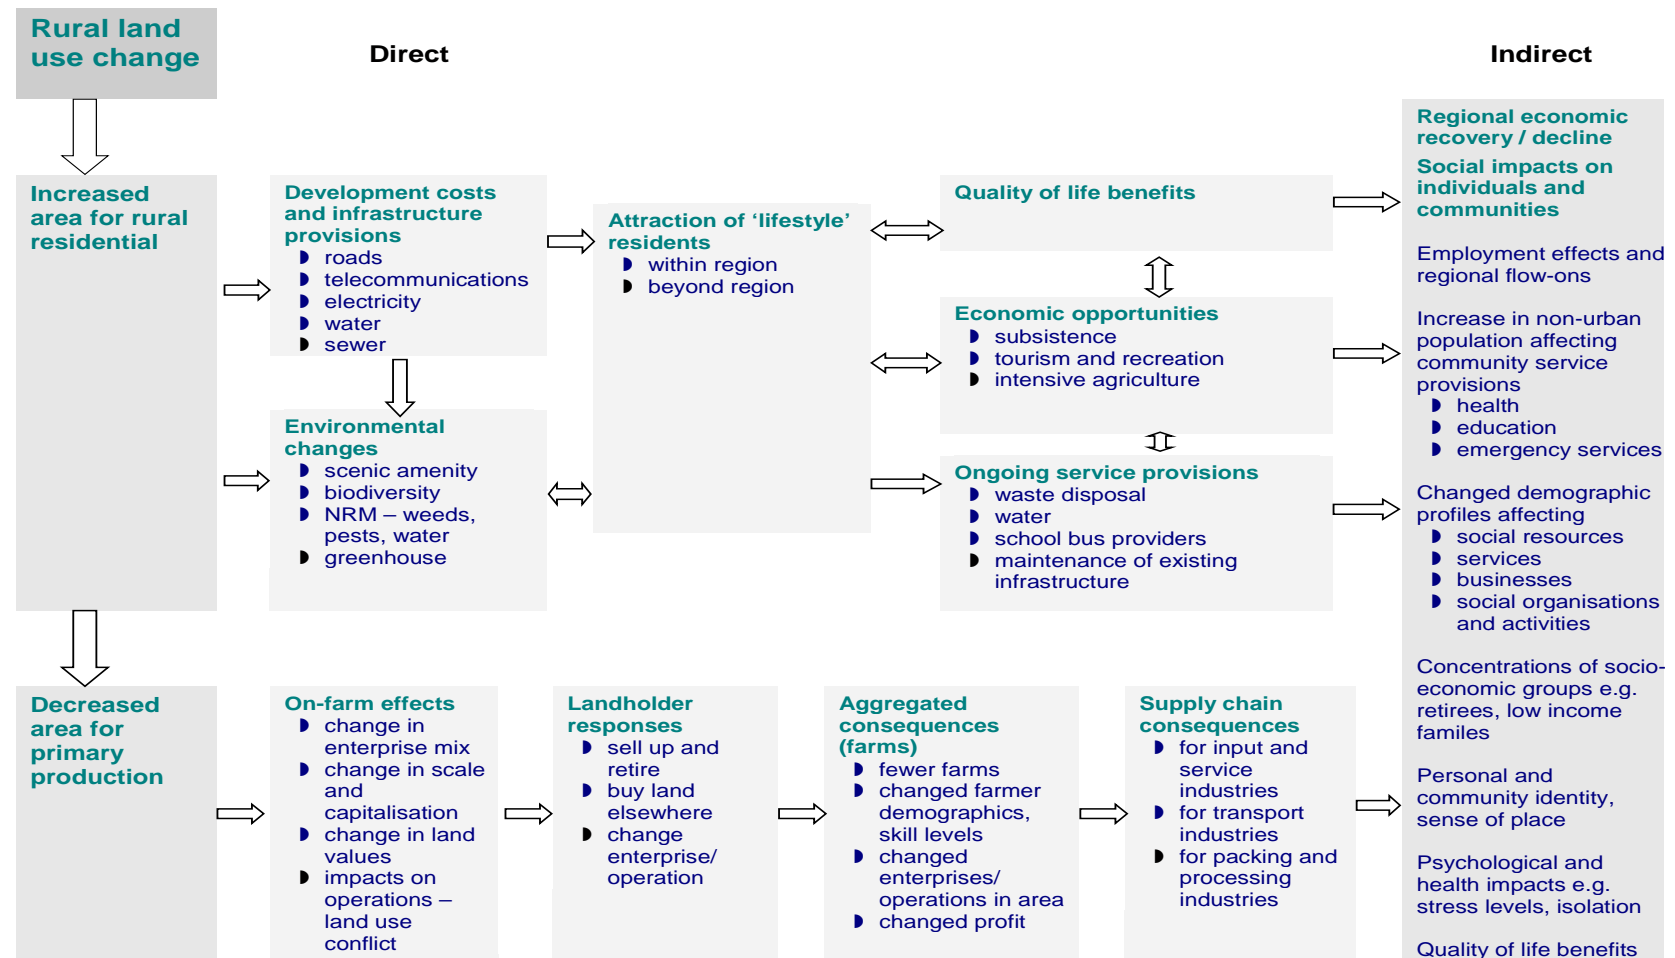 Rural land
use change
Direct
Indirect
Increased
area for rural
residential
Development costs
and infrastructure
provisions
roads
telecommunications
electricity
water
sewer
Environmental
changes
scenic amenity
biodiversity
NRM – weeds,
pests, water
greenhouse
Attraction of ‘lifestyle’
residents
within region
beyond region
Quality of life benefits
Economic opportunities
subsistence
tourism and recreation
intensive agriculture
Ongoing service provisions
waste disposal
water
school bus providers
maintenance of existing
infrastructure
Decreased
area for
primary
production
On-farm effects
change in
enterprise mix
change in scale
and
capitalisation
change in land
values
impacts on
operations –
land use
conflict
Landholder
responses
sell up and
retire
buy land
elsewhere
change
enterprise/
operation
Aggregated
consequences
(farms)
fewer farms
changed farmer
demographics,
skill levels
changed
enterprises/
operations in area
changed profit
Supply chain
consequences
for input and
service
industries
for transport
industries
for packing and
processing
industries
Regional economic
recovery / decline
Social impacts on
individuals and
communities
Employment effects and
regional flow-ons
Increase in non-urban
population affecting
community service
provisions
health
education
emergency services
Changed demographic
profiles affecting
social resources
services
businesses
social organisations
and activities
Concentrations of socio-
economic groups e.g.
retirees, low income
familes
Personal and
community identity,
sense of place
Psychological and
health impacts e.g.
stress levels, isolation
Quality of life benefits